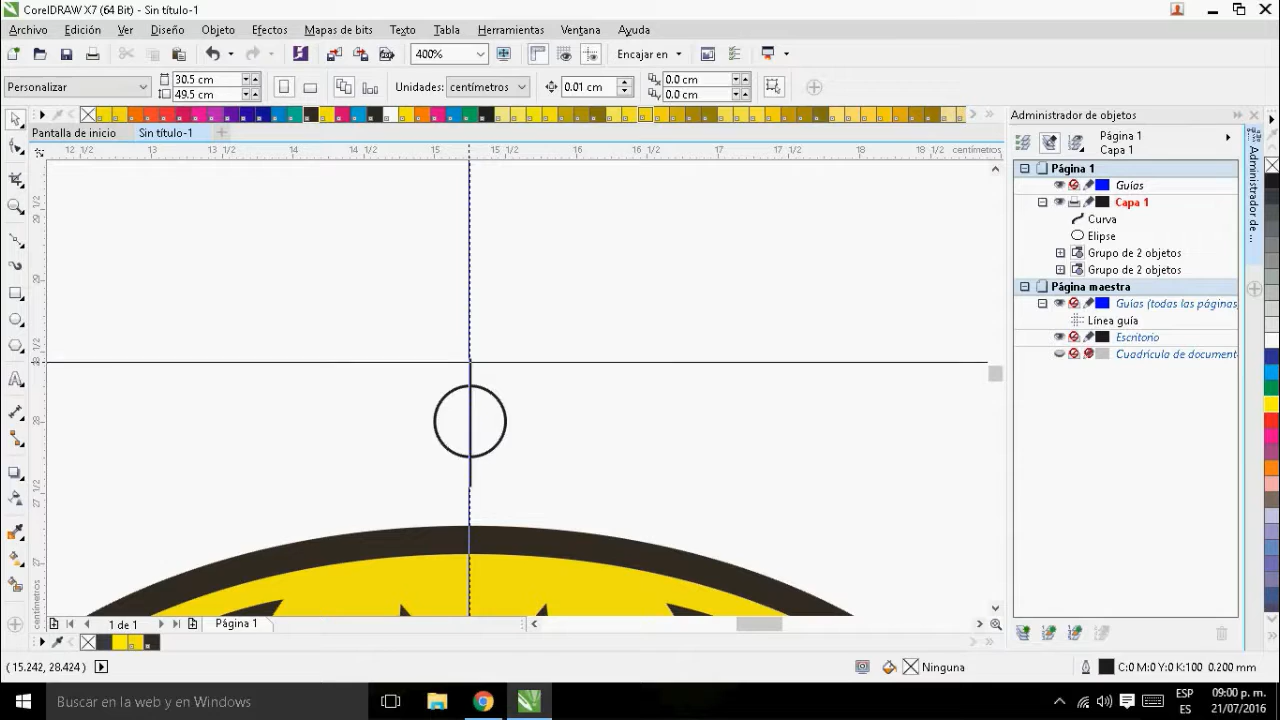 CorelDRAW X7 (64 Bit) - Sin título-1
Archivo Edición Ver Diseño Objeto Efectos Mapas de bits Texto Tabla Herramientas Ventana Ayuda
400% Encajar en
Personalizar 30.5 cm 49.5 cm Unidades: centímetros 0.01 cm 0.0 cm 0.0 cm
Pantalla de inicio Sin título-1
12 1/2 13 13 1/2 14 14 1/2 15 15 1/2 16 16 1/2 17 17 1/2 18 18 1/2 centímetros
Administrador de objetos
Página 1
Capa 1
Página 1
Guías
Capa 1
Curva
Elipse
Grupo de 2 objetos
Grupo de 2 objetos
Página maestra
Guías (todas las páginas
Línea guía
Escritorio
Cuadrícula de document
Administrador de...
1 de 1 Página 1
(15.242, 28.424) Ninguna C:0 M:0 Y:0 K:100 0.200 mm
Buscar en la web y en Windows
ESP
ES
09:00 p. m.
21/07/2016